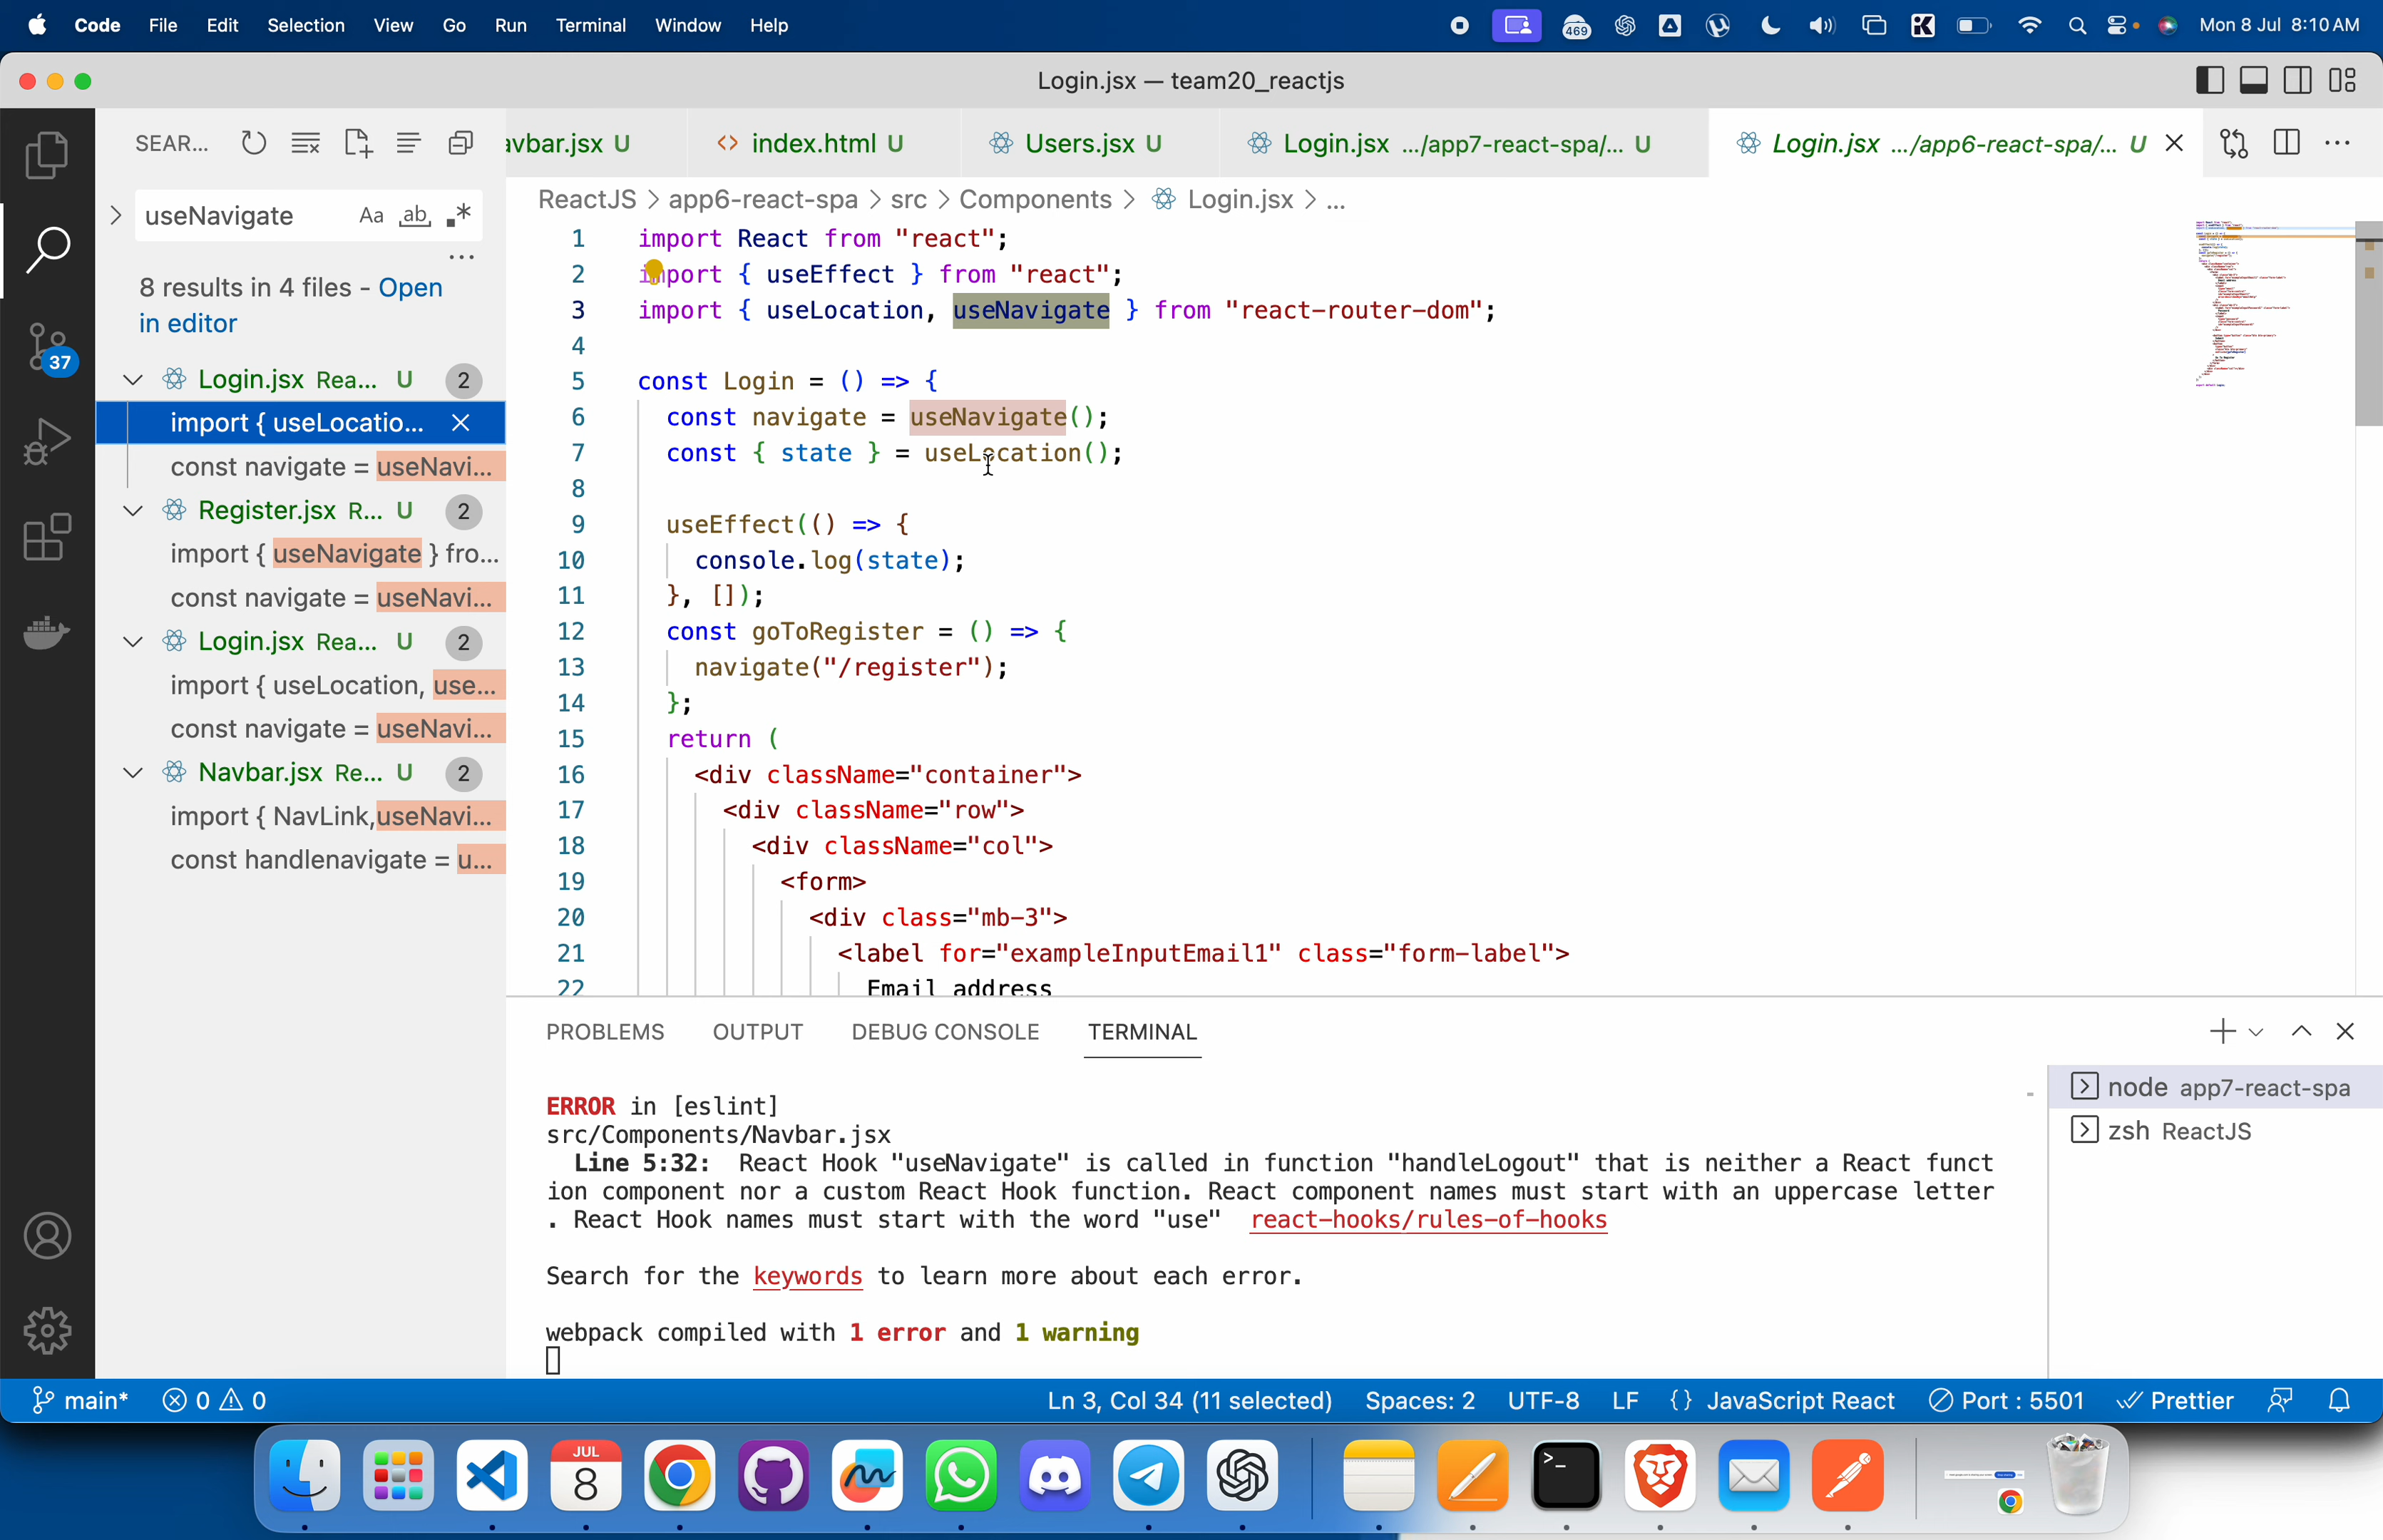 Code File Edit Selection View Go Run Terminal Window Help
469
Mon 8 Jul 8:10 AM
Login.jsx — team20_reactjs
SEAR...
avbar.jsx U
index.html U
Users.jsx U
Login.jsx .../app7-react-spa/... U
Login.jsx .../app6-react-spa/... U
ReactJS > app6-react-spa > src > Components > Login.jsx > ...
useNavigate Aa ab
8 results in 4 files - Open
in editor
Login.jsx Rea... U 2
import { useLocatio...
const navigate = useNavi...
Register.jsx R... U 2
import { useNavigate } fro...
const navigate = useNavi...
Login.jsx Rea... U 2
import { useLocation, use...
const navigate = useNavi...
Navbar.jsx Re... U 2
import { NavLink,useNavi...
const handlenavigate = u...
37
1 import React from "react";
2 import { useEffect } from "react";
3 import { useLocation, useNavigate } from "react-router-dom";
4
5 const Login = () => {
6 const navigate = useNavigate();
7 const { state } = useLocation();
8
9 useEffect(() => {
10 console.log(state);
11 }, []);
12 const goToRegister = () => {
13 navigate("/register");
14 };
15 return (
16 <div className="container">
17 <div className="row">
18 <div className="col">
19 <form>
20 <div class="mb-3">
21 <label for="exampleInputEmail1" class="form-label">
22 Email address
PROBLEMS OUTPUT DEBUG CONSOLE TERMINAL
ERROR in [eslint]
src/Components/Navbar.jsx
Line 5:32: React Hook "useNavigate" is called in function "handleLogout" that is neither a React funct
ion component nor a custom React Hook function. React component names must start with an uppercase letter
. React Hook names must start with the word "use" react-hooks/rules-of-hooks
Search for the keywords to learn more about each error.
webpack compiled with 1 error and 1 warning
node app7-react-spa
zsh ReactJS
main* 0 0
Ln 3, Col 34 (11 selected) Spaces: 2 UTF-8 LF {} JavaScript React Port : 5501 Prettier
JUL
8